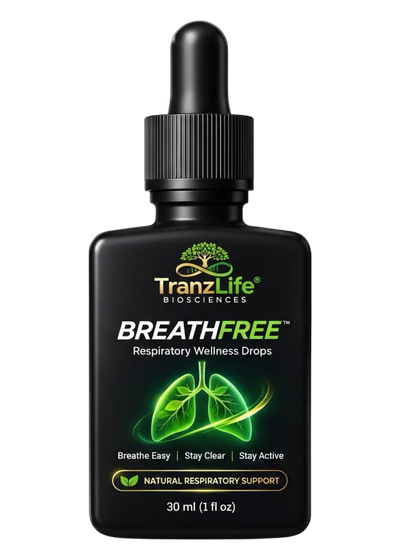 TranzLife®
BIOSCIENCES
BREATHFREE™
Respiratory Wellness Drops
Breathe Easy | Stay Clear | Stay Active
NATURAL RESPIRATORY SUPPORT
30 ml (1 fl oz)